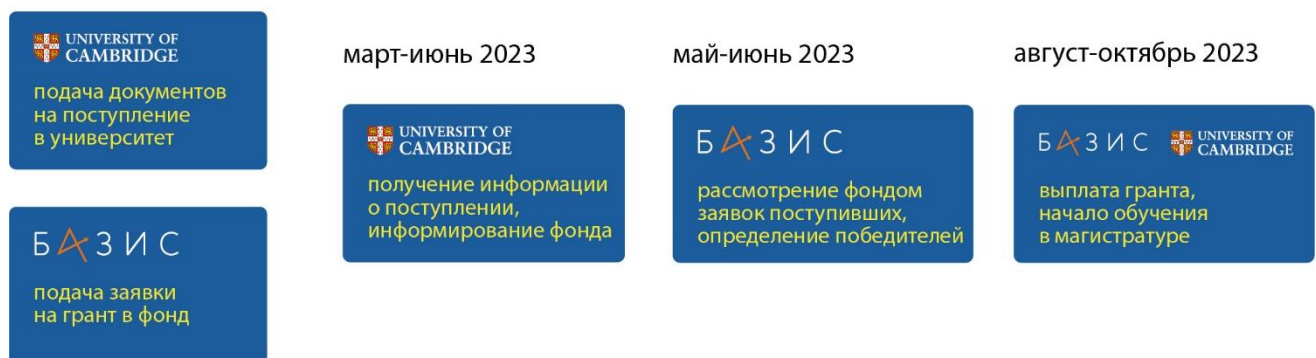 UNIVERSITY OF
CAMBRIDGE
подача документов
на поступление
в университет
БАЗИС
подача заявки
на грант в фонд
март-июнь 2023
UNIVERSITY OF
CAMBRIDGE
получение информации
о поступлении,
информирование фонда
май-июнь 2023
БАЗИС
рассмотрение фондом
заявок поступивших,
определение победителей
август-октябрь 2023
БАЗИС UNIVERSITY OF
CAMBRIDGE
выплата гранта,
начало обучения
в магистратуре